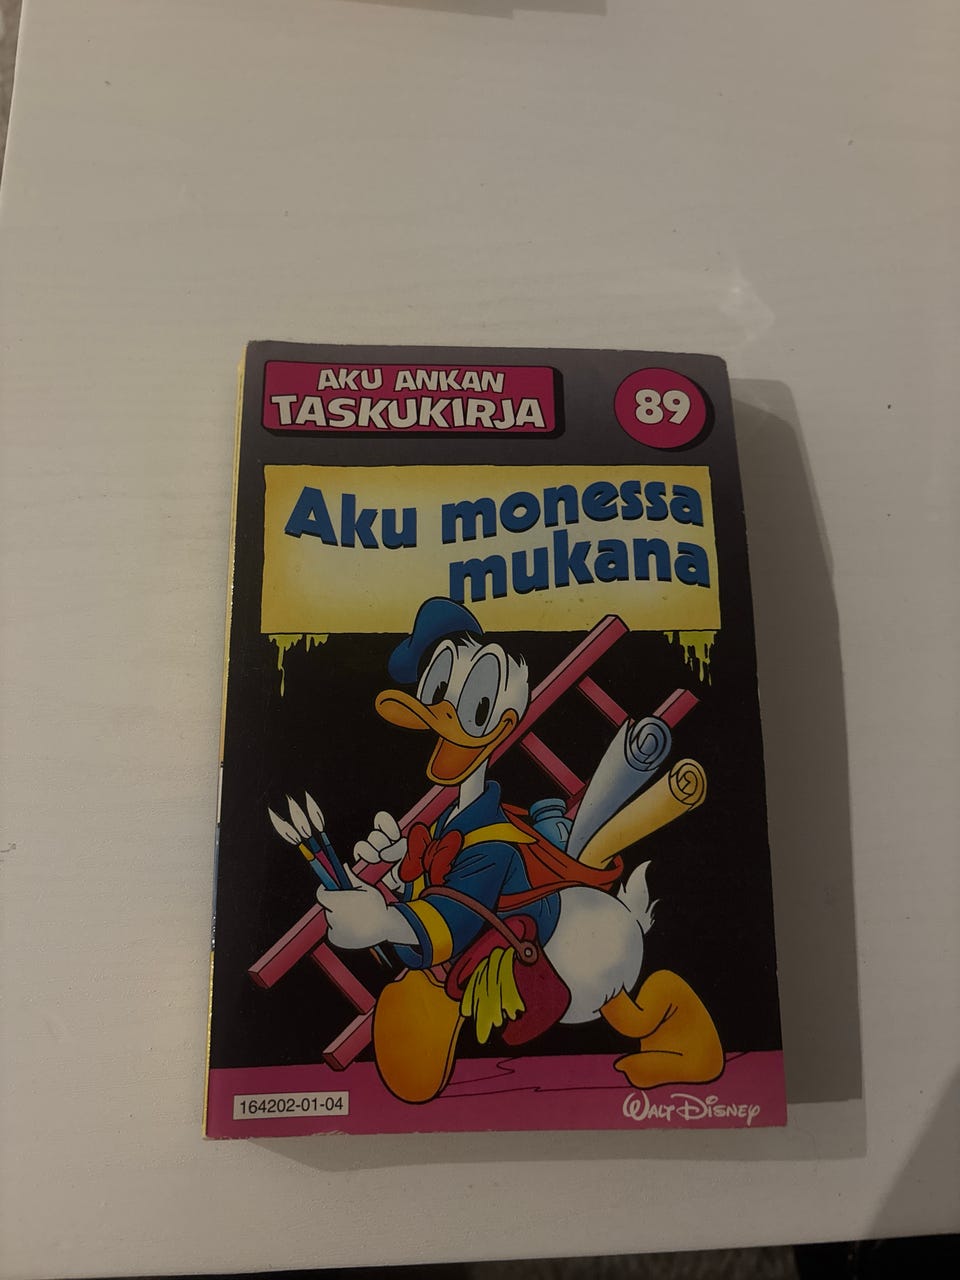 AKU ANKAN
TASKUKIRJA
89
Aku monessa
mukana
164202-01-04
WALT DISNEY